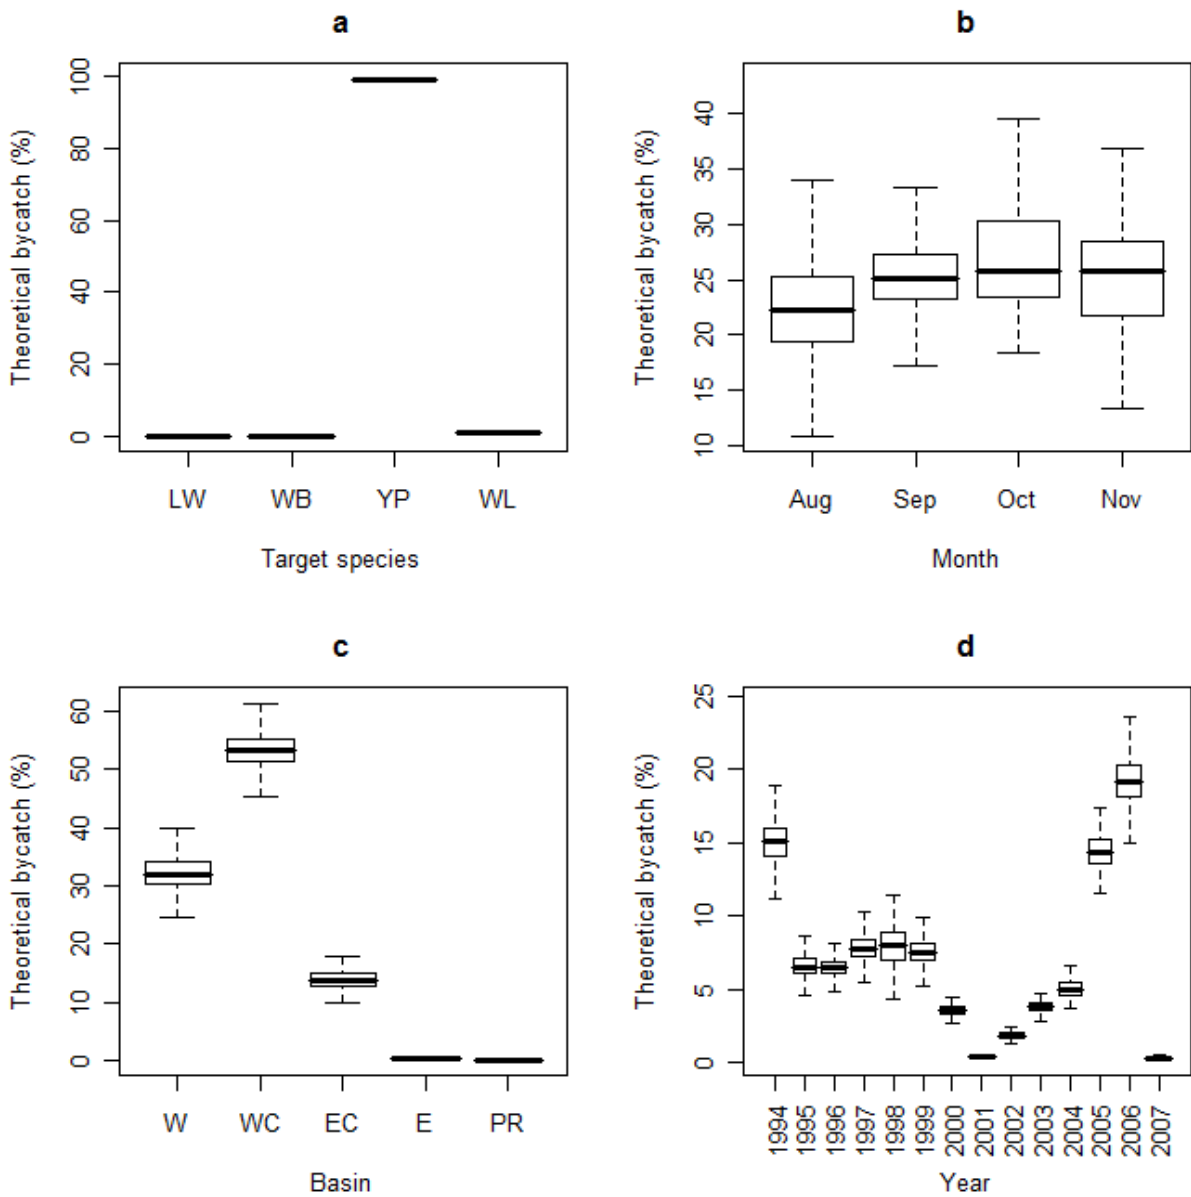 a
Theoretical bycatch (%)
100
80
60
40
20
0
LW WB YP WL
Target species
b
Theoretical bycatch (%)
40
35
30
25
20
15
10
Aug Sep Oct Nov
Month
c
Theoretical bycatch (%)
60
50
40
30
20
10
0
W WC EC E PR
Basin
d
Theoretical bycatch (%)
25
20
15
10
5
0
1994 1995 1996 1997 1998 1999 2000 2001 2002 2003 2004 2005 2006 2007
Year